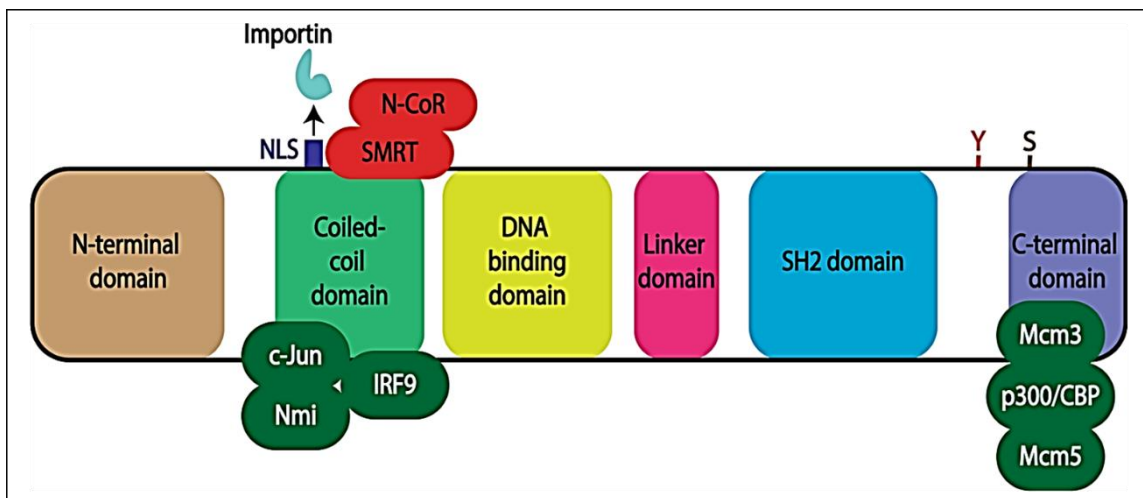 Importin
N-CoR
NLS
SMRT
Y
S
N-terminal
domain
Coiled-
coil
domain
DNA
binding
domain
Linker
domain
SH2 domain
C-terminal
domain
c-Jun
IRF9
Nmi
Mcm3
p300/CBP
Mcm5